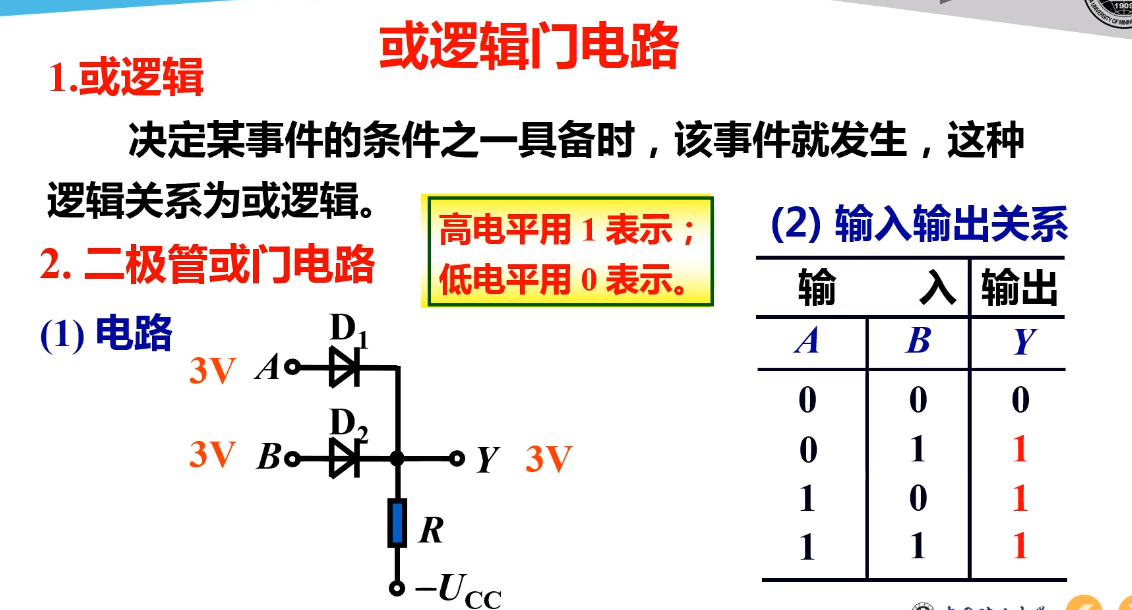 或逻辑门电路
1.或逻辑
决定某事件的条件之一具备时，该事件就发生，这种
逻辑关系为或逻辑。
2. 二极管或门电路
高电平用 1 表示；
低电平用 0 表示。
(1) 电路
D1
3V A
D2
3V B
Y 3V
R
–UCC
(2) 输入输出关系
输 入 输出
A B Y
0 0 0
0 1 1
1 0 1
1 1 1
1909